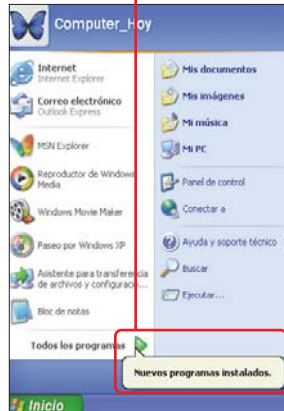 Computer_Hoy
Internet
Internet Explorer
Correo electrónico
Outlook Express
MSN Explorer
Reproductor de Windows
Media
Windows Movie Maker
Paseo por Windows XP
Asistente para transferencia
de archivos y configuracio...
Bloc de notas
Todos los programas
Mis documentos
Mis imágenes
Mi música
Mi PC
Panel de control
Conectar a
Ayuda y soporte técnico
Buscar
Ejecutar...
Nuevos programas instalados.
Inicio